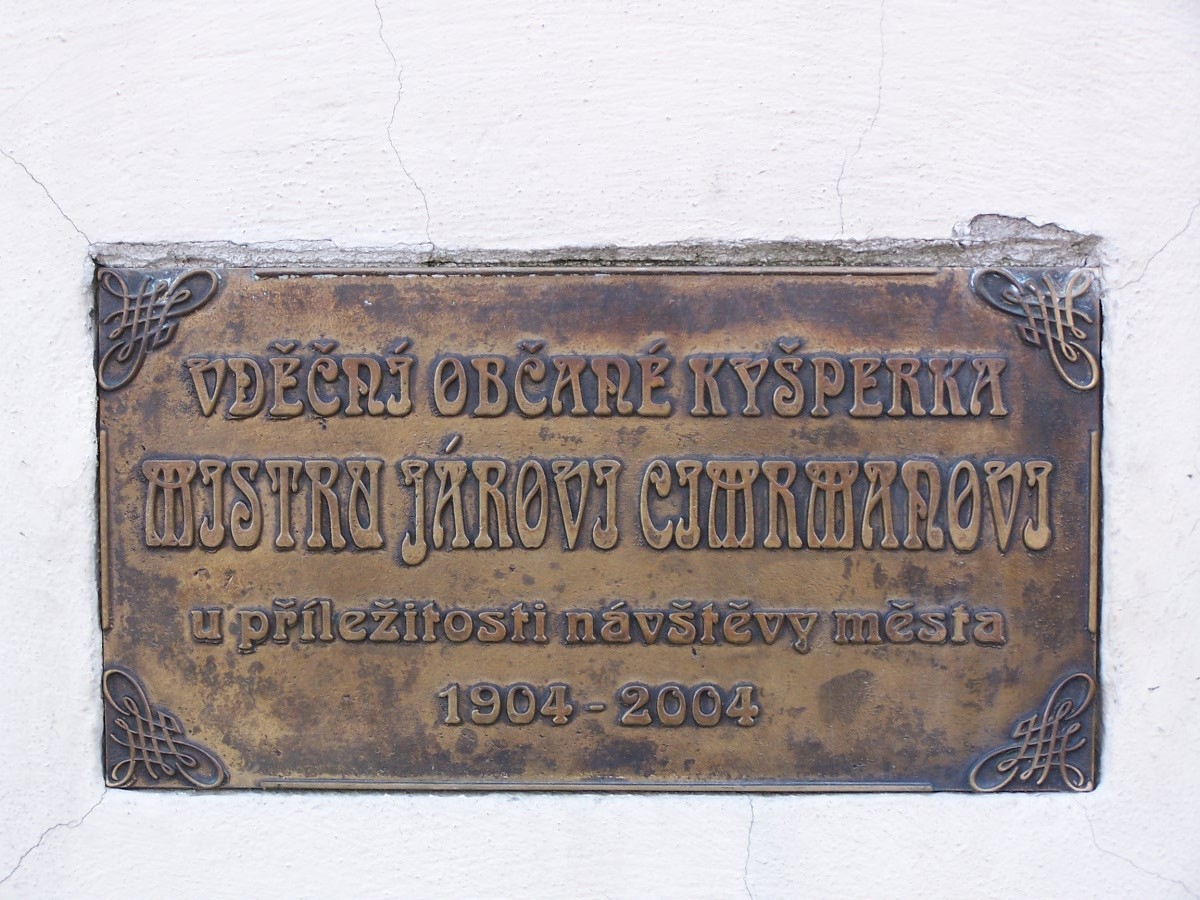 VDĚČNÍ OBČANÉ KYŠPERKA
MISTRU JÁROVI CIMRMANOVI
u příležitosti návštěvy města
1904 - 2004